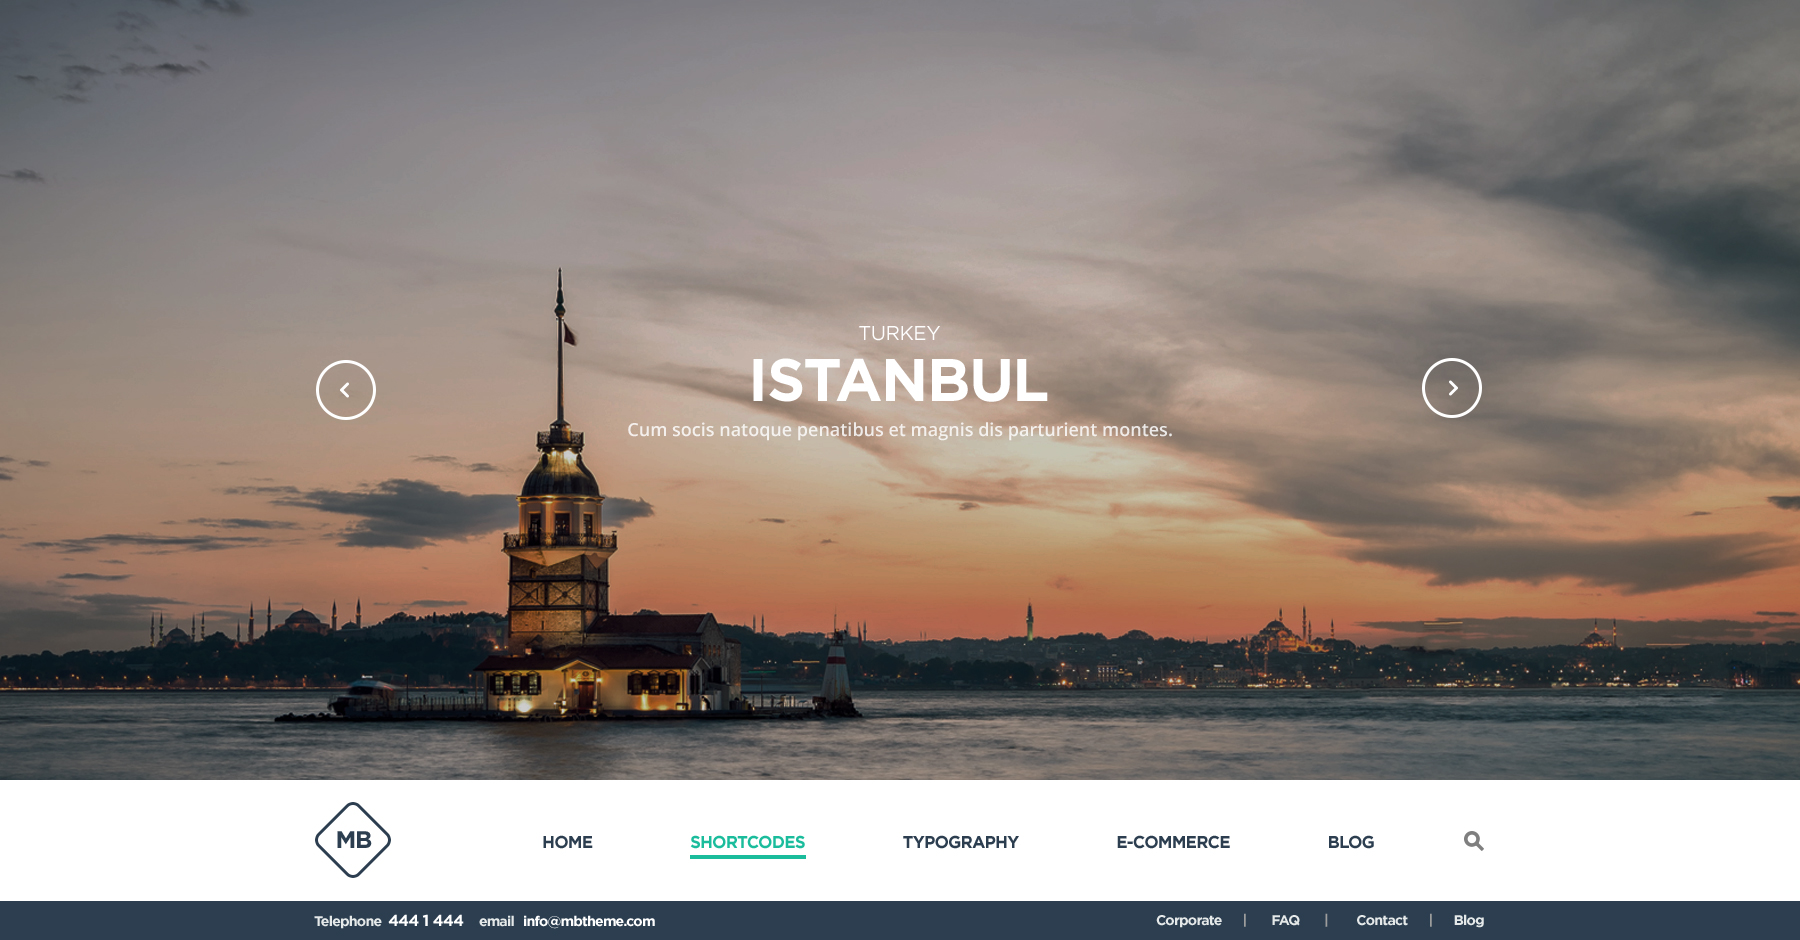 TURKEY
ISTANBUL
Cum socis natoque penatibus et magnis dis parturient montes.
MB
HOME SHORTCODES TYPOGRAPHY E-COMMERCE BLOG
Telephone 444 1 444 email info@mbtheme.com Corporate | FAQ | Contact | Blog